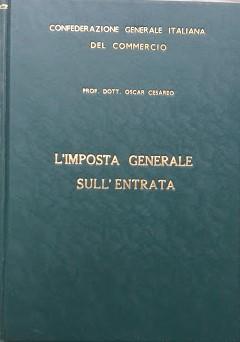 CONFEDERAZIONE GENERALE ITALIANA
DEL COMMERCIO
PROF. DOTT. OSCAR CESAREO
L'IMPOSTA GENERALE
SULL'ENTRATA